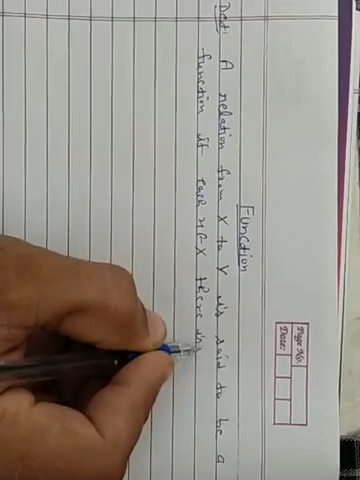 Page No.
Date:
Function
Def: A relation from X to Y is said to be a
function if each x ∈ X there